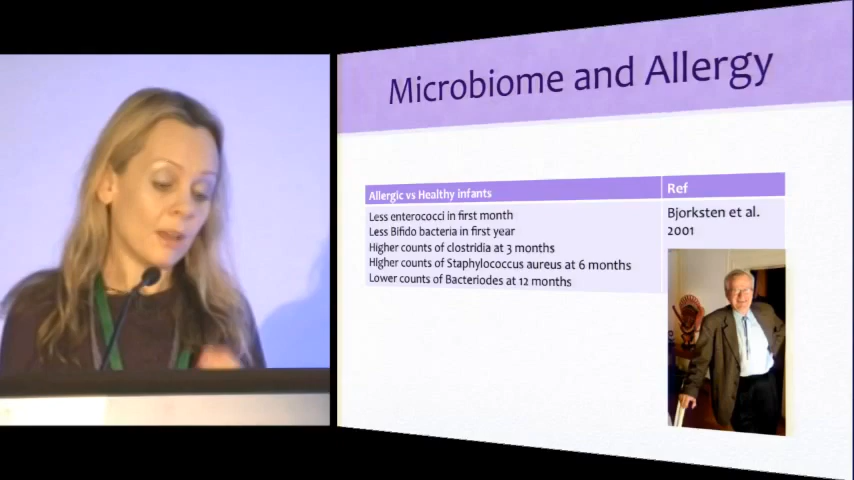 Microbiome and Allergy
Allergic vs Healthy infants
Ref
Less enterococci in first month
Less Bifido bacteria in first year
Higher counts of clostridia at 3 months
Higher counts of Staphylococcus aureus at 6 months
Lower counts of Bacteriodes at 12 months
Bjorksten et al.
2001